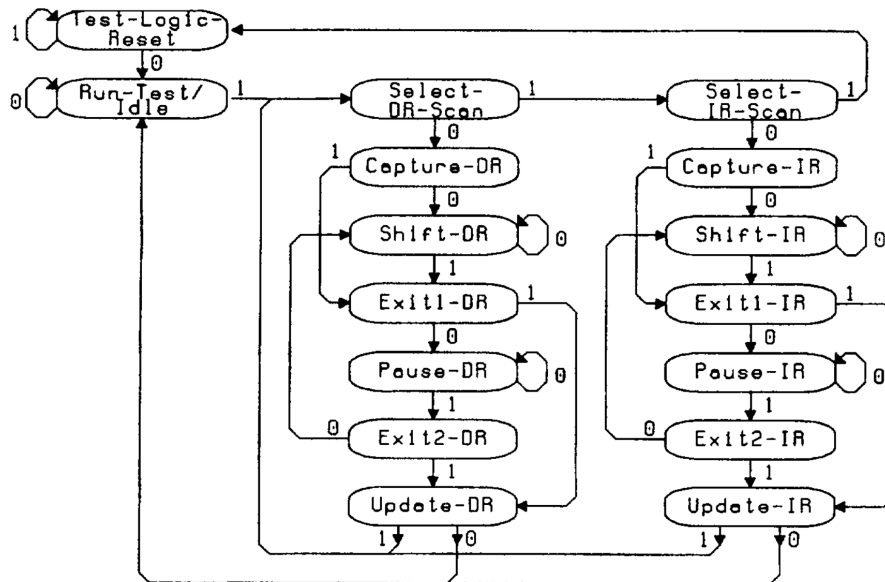 Test-Logic-
Reset
1
0
Run-Test/
Idle
0
1
Select-
DR-Scan
1
Select-
IR-Scan
1
0
0
1
Capture-DR
1
Capture-IR
0
0
Shift-DR
0
Shift-IR
0
1
1
Exit1-DR
1
Exit1-IR
1
0
0
Pause-DR
0
Pause-IR
0
1
1
0
Exit2-DR
0
Exit2-IR
1
1
Update-DR
Update-IR
1
0
1
0